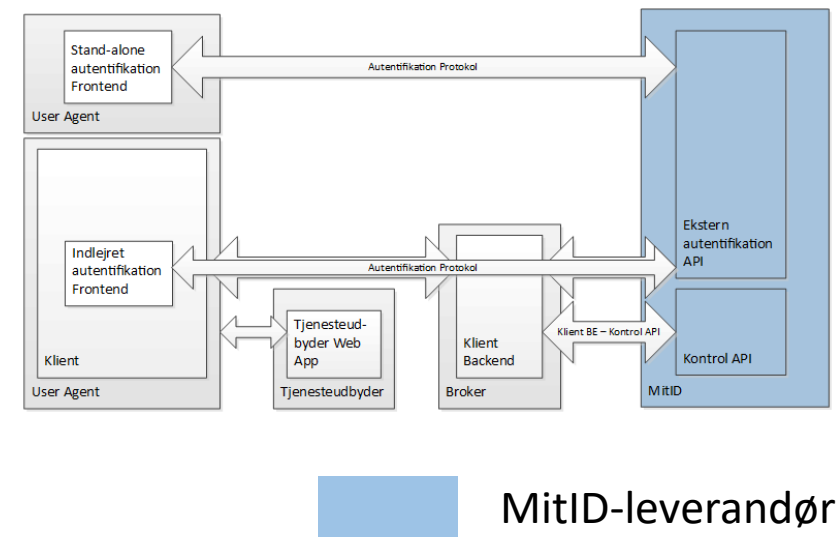 Stand-alone
autentifikation
Frontend
User Agent
Autentifikation Protokol
Indlejret
autentifikation
Frontend
Klient
User Agent
Autentifikation Protokol
Tjenesteud-
byder Web
App
Tjenesteudbyder
Klient
Backend
Broker
Klient BE – Kontrol API
Ekstern
autentifikation
API
Kontrol API
MitID
MitID-leverandør